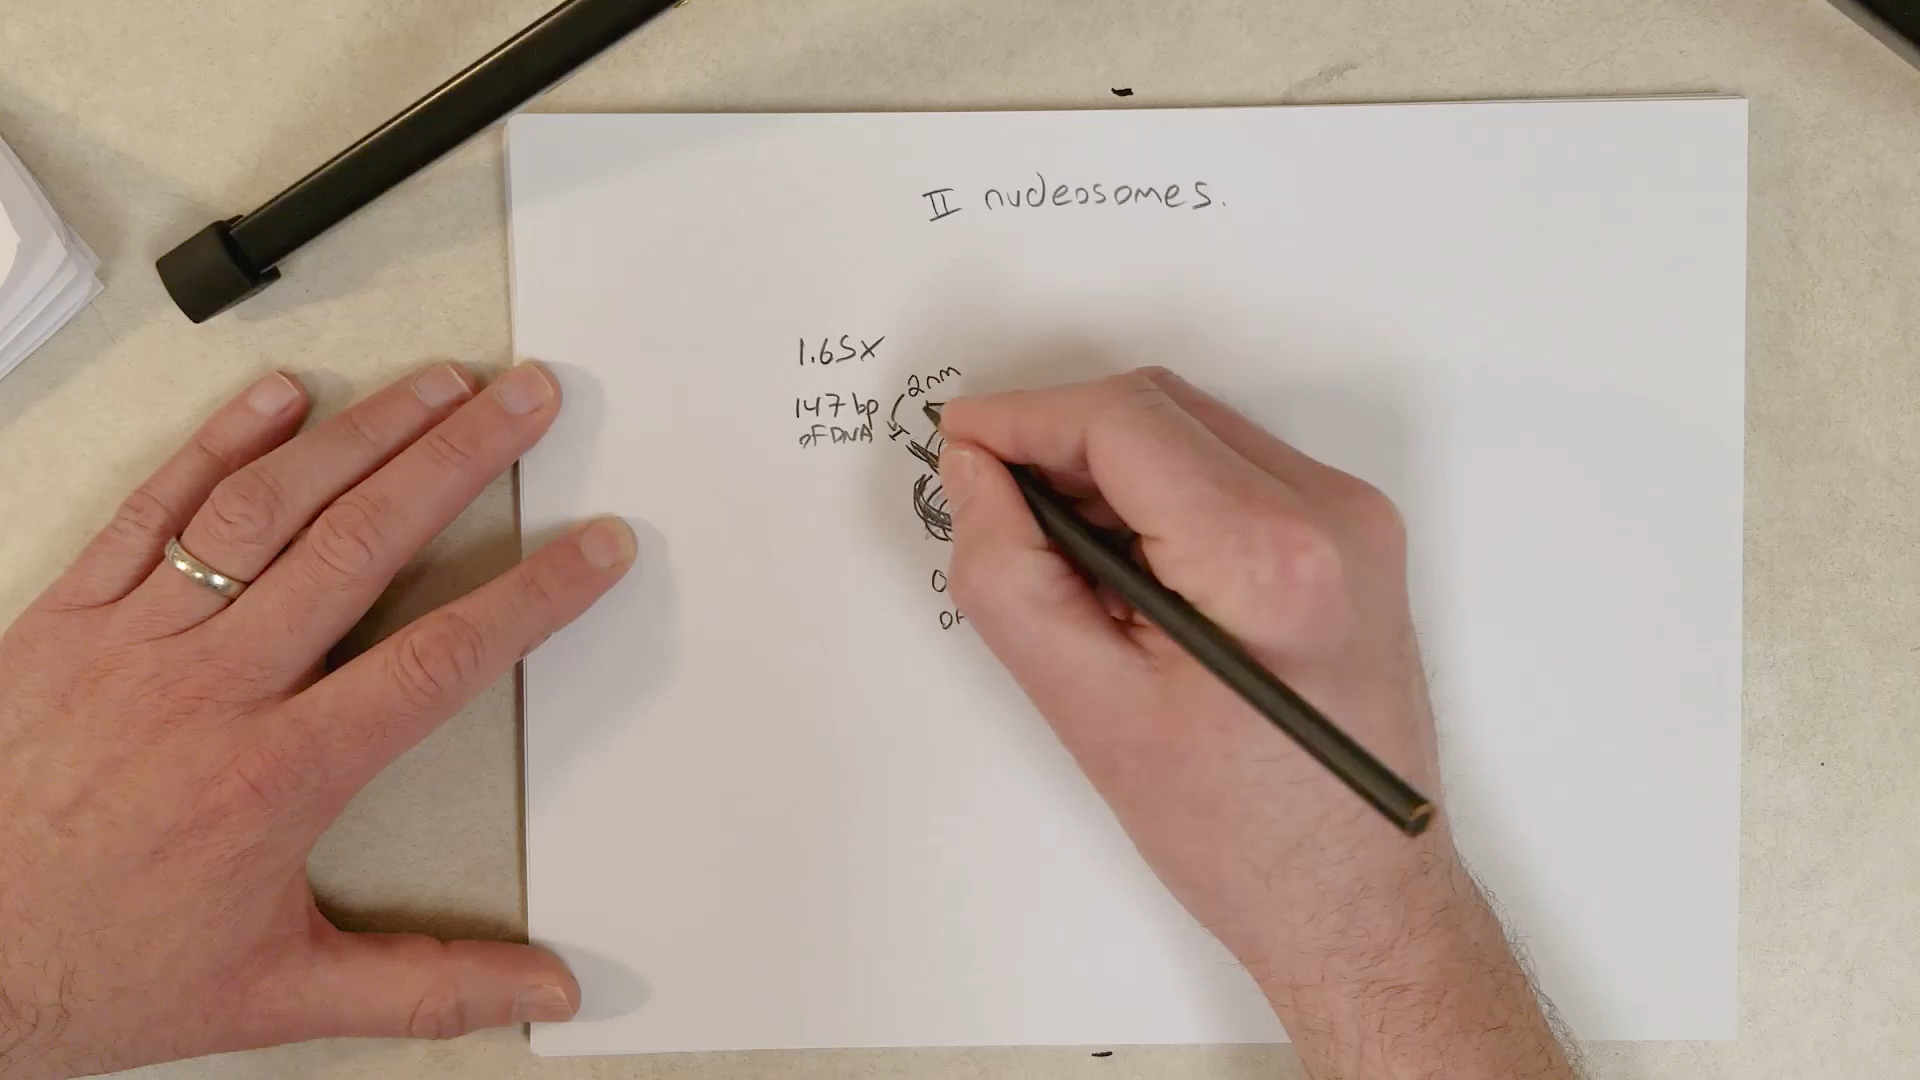 II nucleosomes.
1.65x
2nm
147 bp
of DNA